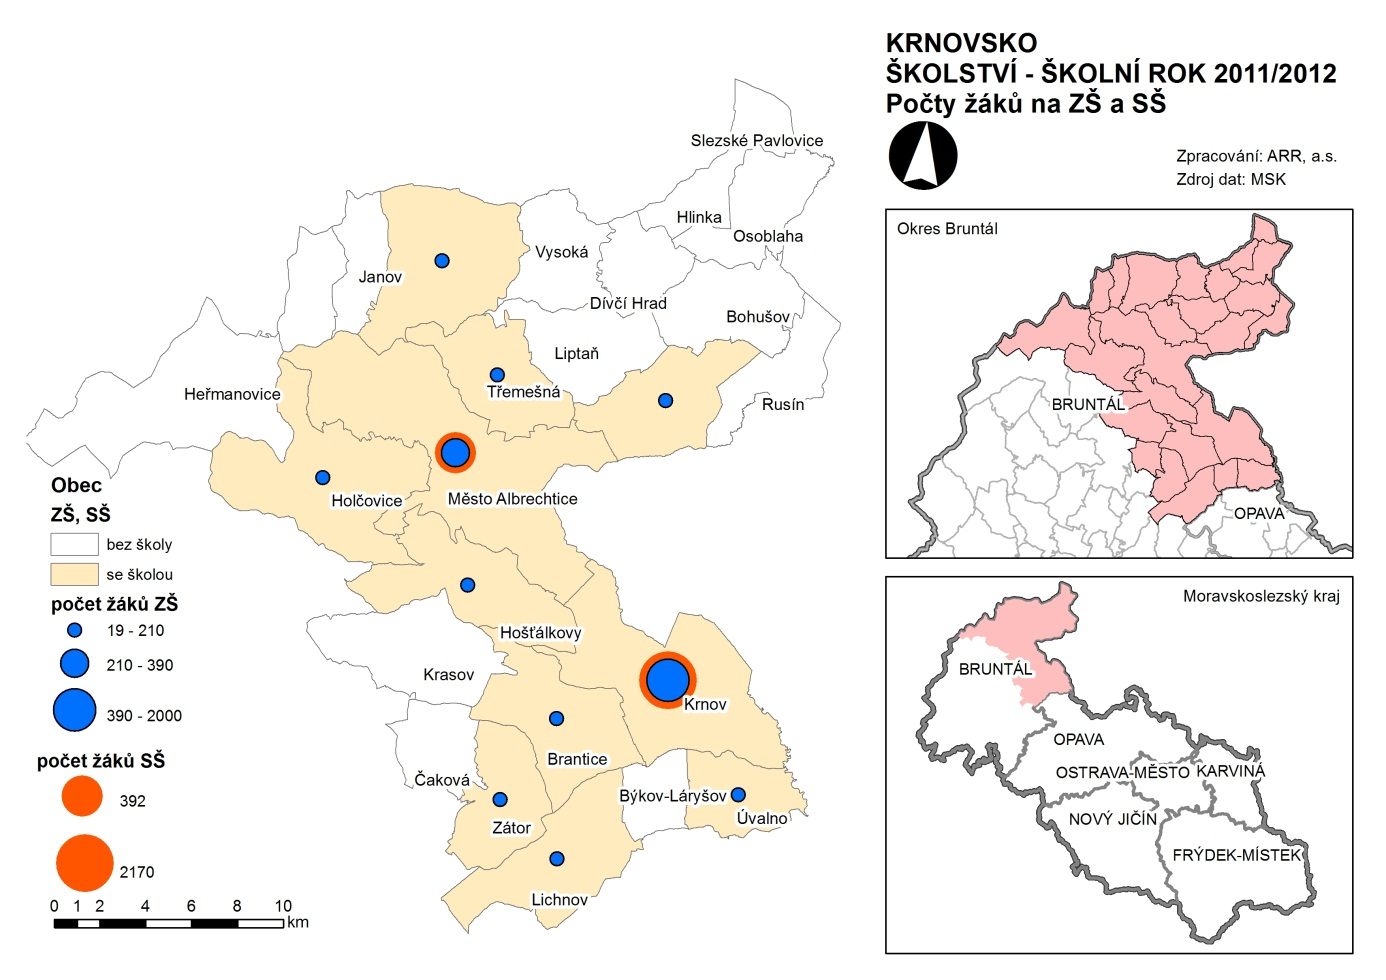 KRNOVSKO
ŠKOLSTVÍ - ŠKOLNÍ ROK 2011/2012
Počty žáků na ZŠ a SŠ
Zpracování: ARR, a.s.
Zdroj dat: MSK
Slezské Pavlovice
Hlinka
Osoblaha
Vysoká
Janov
Dívčí Hrad
Bohušov
Liptaň
Třemešná
Heřmanovice
Rusín
Holčovice
Město Albrechtice
Hošťálkovy
Krasov
Krnov
Brantice
Čaková
Býkov-Láryšov
Úvalno
Zátor
Lichnov
Obec
ZŠ, SŠ
bez školy
se školou
počet žáků ZŠ
19 - 210
210 - 390
390 - 2000
počet žáků SŠ
392
2170
0 1 2 4 6 8 10
km
Okres Bruntál
BRUNTÁL
OPAVA
Moravskoslezský kraj
BRUNTÁL
OPAVA
OSTRAVA-MĚSTO
KARVINÁ
NOVÝ JIČÍN
FRÝDEK-MÍSTEK